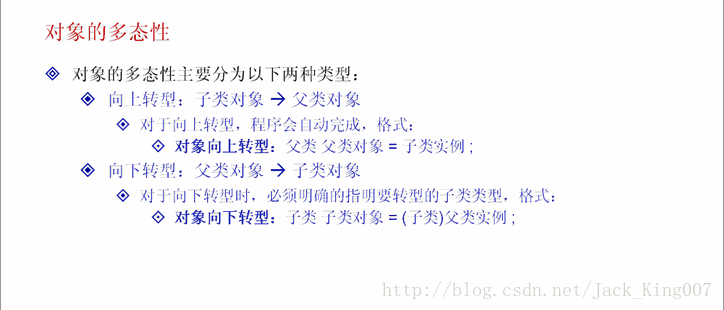 对象的多态性
对象的多态性主要分为以下两种类型：
向上转型：子类对象 → 父类对象
对于向上转型，程序会自动完成，格式：
对象向上转型：父类 父类对象 = 子类实例 ;
向下转型：父类对象 → 子类对象
对于向下转型时，必须明确的指明要转型的子类类型，格式：
对象向下转型：子类 子类对象 = (子类)父类实例 ;
http://blog.csdn.net/Jack_King007